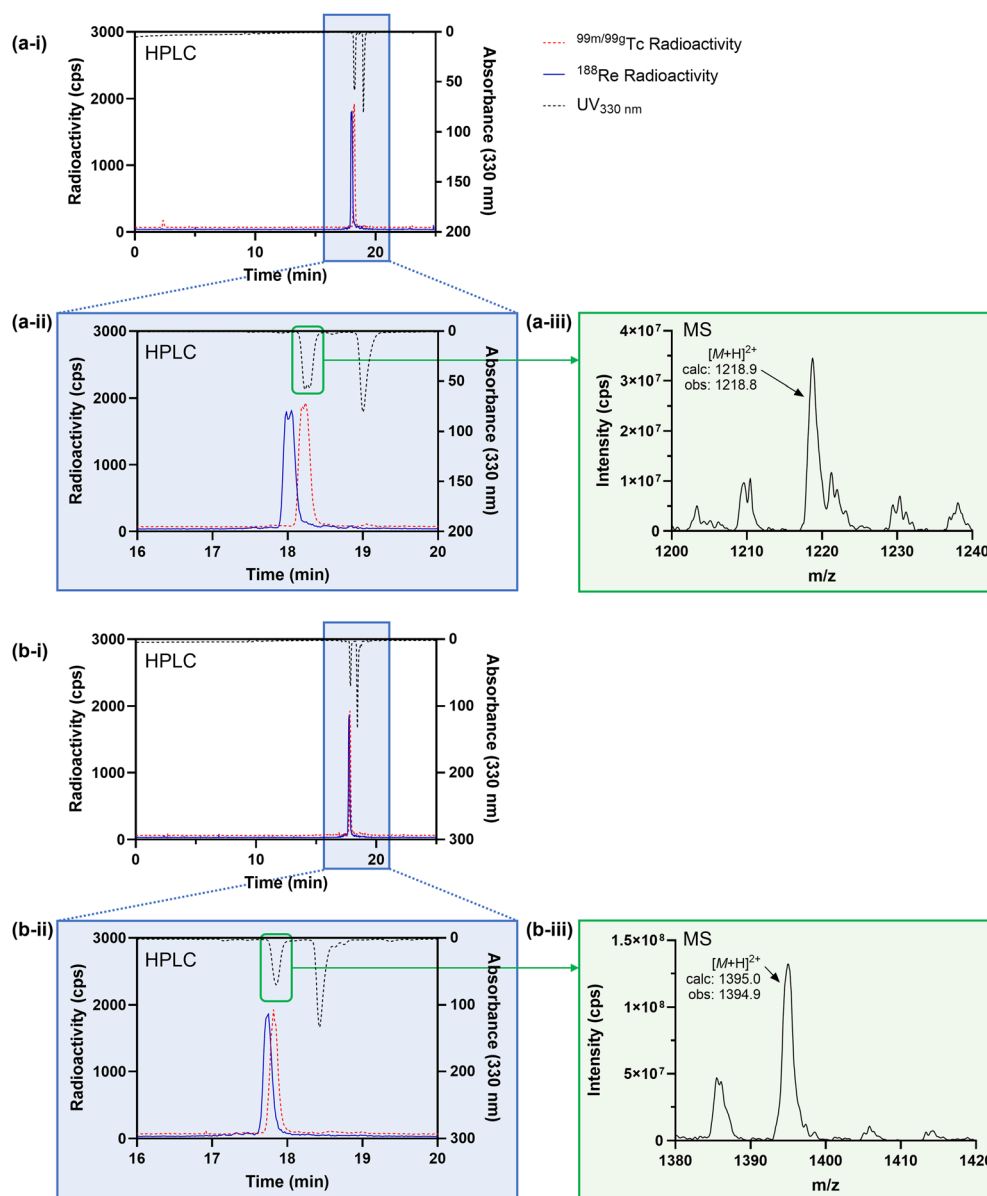 (a-i)
HPLC
3000
2000
1000
0
0
50
100
150
200
0
10
20
Radioactivity (cps)
Absorbance (330 nm)
Time (min)
99m/99gTc Radioactivity
188Re Radioactivity
UV330 nm
(a-ii)
HPLC
3000
2000
1000
0
0
50
100
150
200
16
17
18
19
20
Radioactivity (cps)
Absorbance (330 nm)
Time (min)
(a-iii)
MS
[M+H]2+
calc: 1218.9
obs: 1218.8
4×10⁷
3×10⁷
2×10⁷
1×10⁷
0
1200
1210
1220
1230
1240
Intensity (cps)
m/z
(b-i)
HPLC
3000
2000
1000
0
0
100
200
300
0
10
20
Radioactivity (cps)
Absorbance (330 nm)
Time (min)
(b-ii)
HPLC
3000
2000
1000
0
0
100
200
300
16
17
18
19
20
Radioactivity (cps)
Absorbance (330 nm)
Time (min)
(b-iii)
MS
[M+H]2+
calc: 1395.0
obs: 1394.9
1.5×10⁸
1×10⁸
5×10⁷
0
1380
1390
1400
1410
1420
Intensity (cps)
m/z